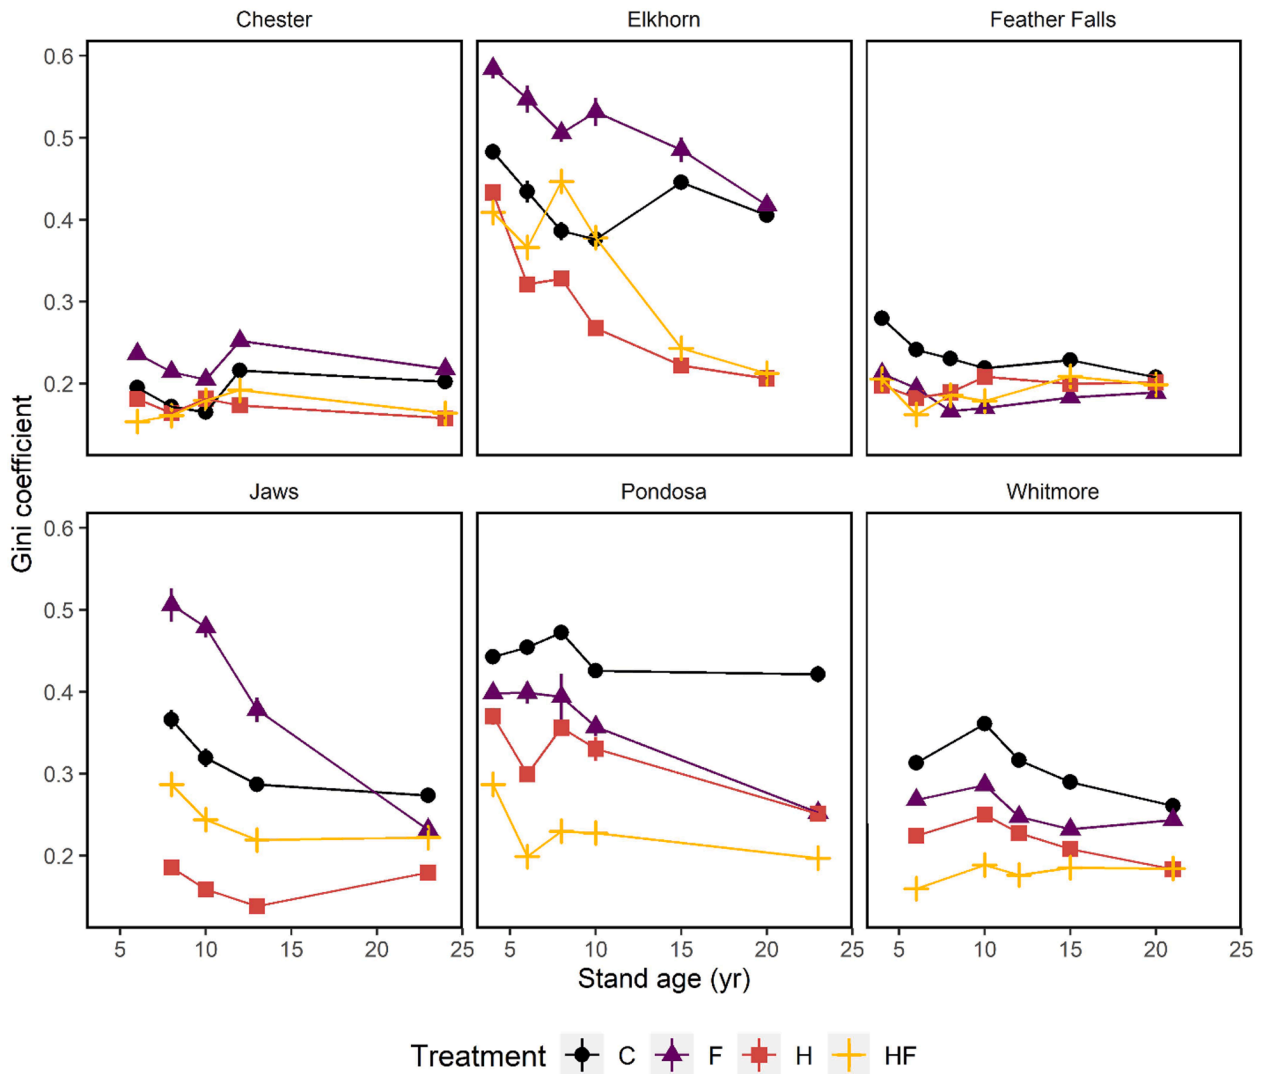 Chester Elkhorn Feather Falls
0.6
0.5
0.4
0.3
0.2
Jaws Pondosa Whitmore
0.6
0.5
0.4
0.3
0.2
Gini coefficient
5 10 15 20 25 5 10 15 20 25 5 10 15 20 25
Stand age (yr)
Treatment C F H HF